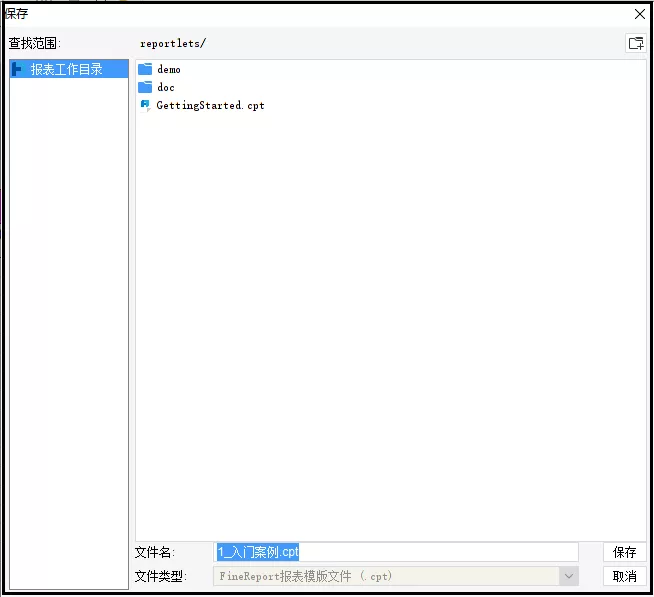 保存
查找范围:
reportlets/
报表工作目录
demo
doc
GettingStarted.cpt
文件名:
1_入门案例.cpt
保存
文件类型:
FineReport报表模版文件 (.cpt)
取消